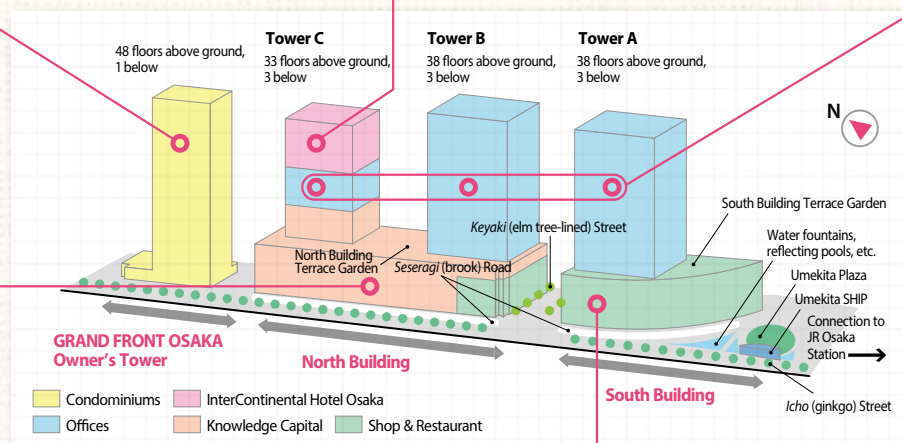 48 floors above ground,
1 below
Tower C
33 floors above ground,
3 below
Tower B
38 floors above ground,
3 below
Tower A
38 floors above ground,
3 below
N
South Building Terrace Garden
Keyaki (elm tree-lined) Street
Water fountains,
reflecting pools, etc.
North Building
Terrace Garden
Seseragi (brook) Road
Umekita Plaza
Umekita SHIP
Connection to
JR Osaka
Station
GRAND FRONT OSAKA
Owner's Tower
North Building
South Building
Icho (ginkgo) Street
Condominiums
InterContinental Hotel Osaka
Offices
Knowledge Capital
Shop & Restaurant